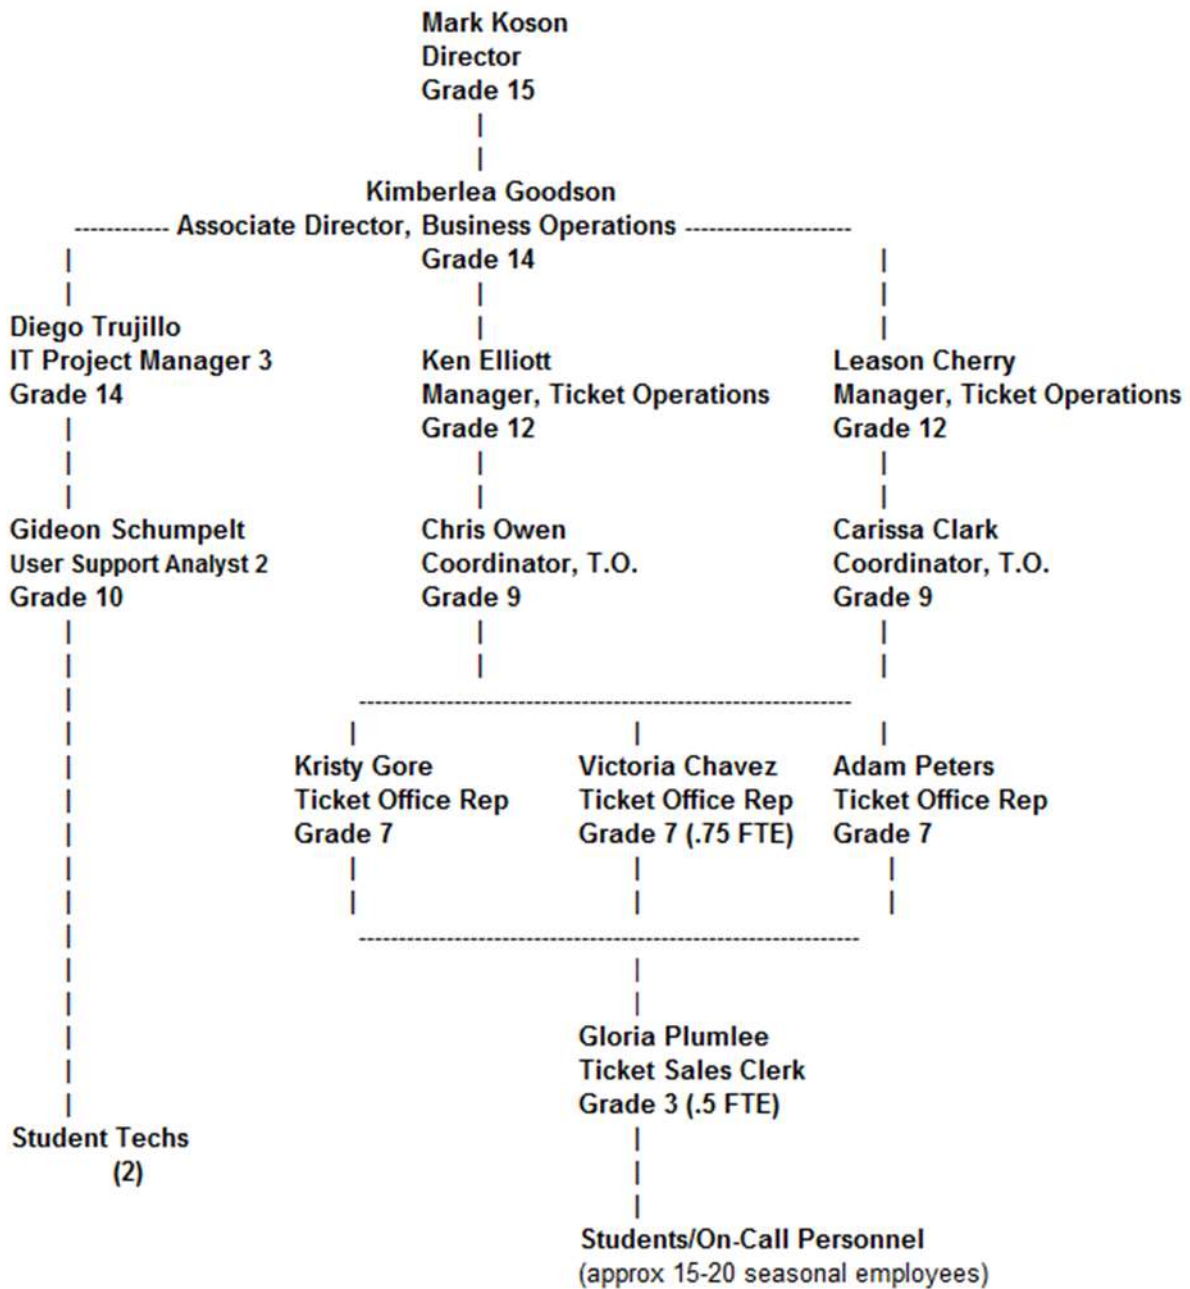 Mark Koson
Director
Grade 15
Kimberlea Goodson
------------ Associate Director, Business Operations ---------------------
Grade 14
Diego Trujillo
IT Project Manager 3
Grade 14
Ken Elliott
Manager, Ticket Operations
Grade 12
Leason Cherry
Manager, Ticket Operations
Grade 12
Gideon Schumpelt
User Support Analyst 2
Grade 10
Chris Owen
Coordinator, T.O.
Grade 9
Carissa Clark
Coordinator, T.O.
Grade 9
Kristy Gore
Ticket Office Rep
Grade 7
Victoria Chavez
Ticket Office Rep
Grade 7 (.75 FTE)
Adam Peters
Ticket Office Rep
Grade 7
Gloria Plumlee
Ticket Sales Clerk
Grade 3 (.5 FTE)
Student Techs
(2)
Students/On-Call Personnel
(approx 15-20 seasonal employees)